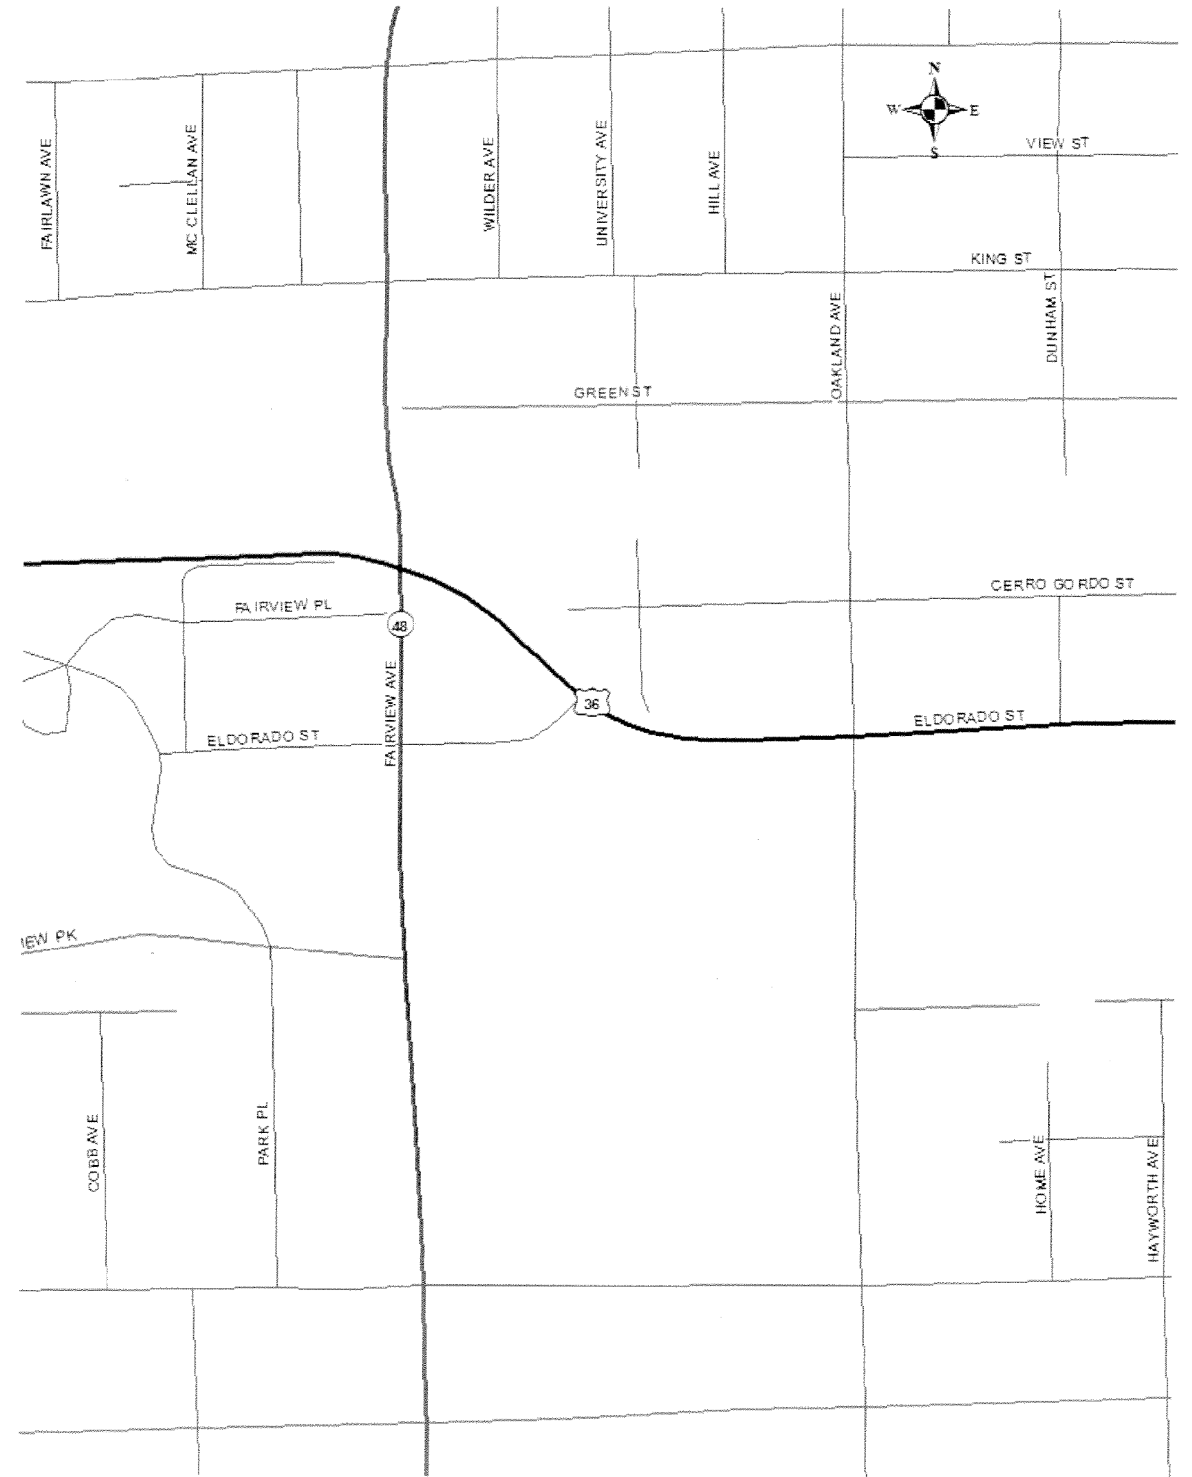 N
W E
S
VIEW ST
FAIRLAWN AVE
MC CLELLAN AVE
WILDER AVE
UNIVERSITY AVE
HILL AVE
KING ST
OAKLAND AVE
DUNHAM ST
GREEN ST
CERRO GORDO ST
FAIRVIEW PL
48
FAIRVIEW AVE
36
ELDORADO ST
ELDORADO ST
IEW PK
COBB AVE
PARK PL
HOME AVE
HAYWORTH AVE